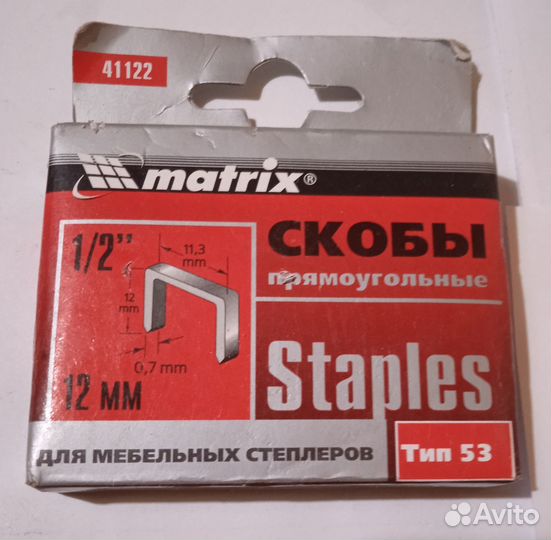 41122
matrix®
1/2”
11,3
mm
12
mm
0,7 mm
12 мм
СКОБЫ
прямоугольные
Staples
ДЛЯ МЕБЕЛЬНЫХ СТЕПЛЕРОВ
Тип 53
Avito